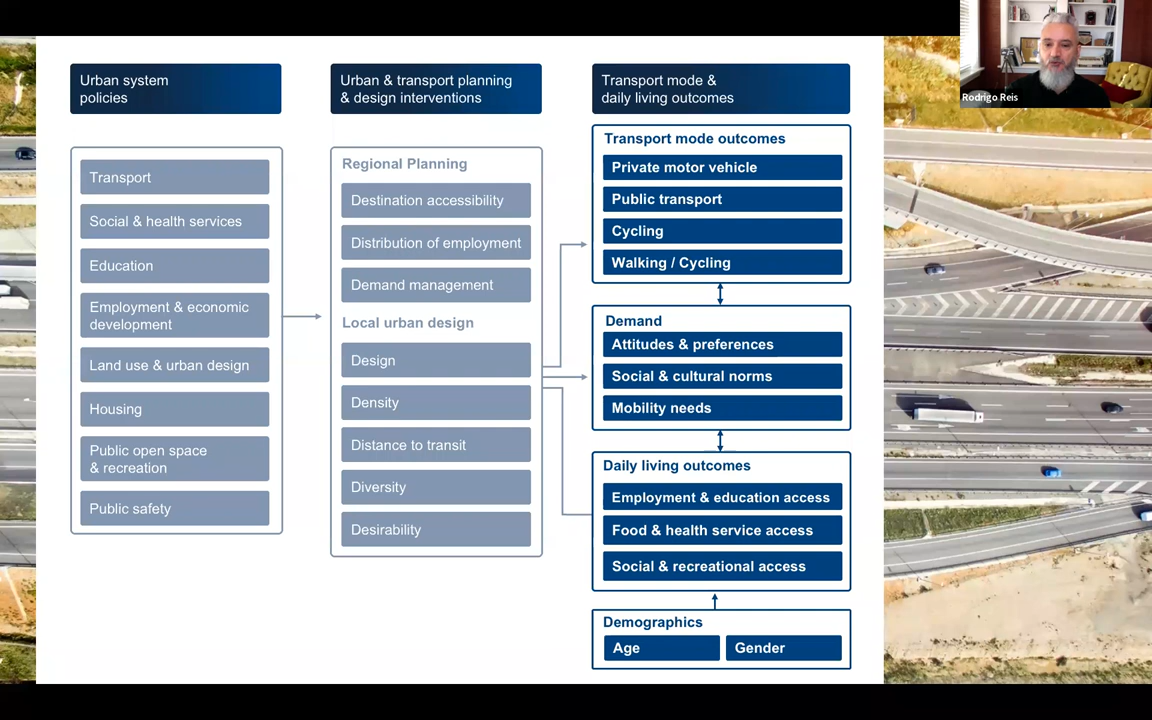 Urban system
policies
Transport
Social & health services
Education
Employment & economic
development
Land use & urban design
Housing
Public open space
& recreation
Public safety
Urban & transport planning
& design interventions
Regional Planning
Destination accessibility
Distribution of employment
Demand management
Local urban design
Design
Density
Distance to transit
Diversity
Desirability
Transport mode &
daily living outcomes
Transport mode outcomes
Private motor vehicle
Public transport
Cycling
Walking / Cycling
Demand
Attitudes & preferences
Social & cultural norms
Mobility needs
Daily living outcomes
Employment & education access
Food & health service access
Social & recreational access
Demographics
Age
Gender
Rodrigo Reis